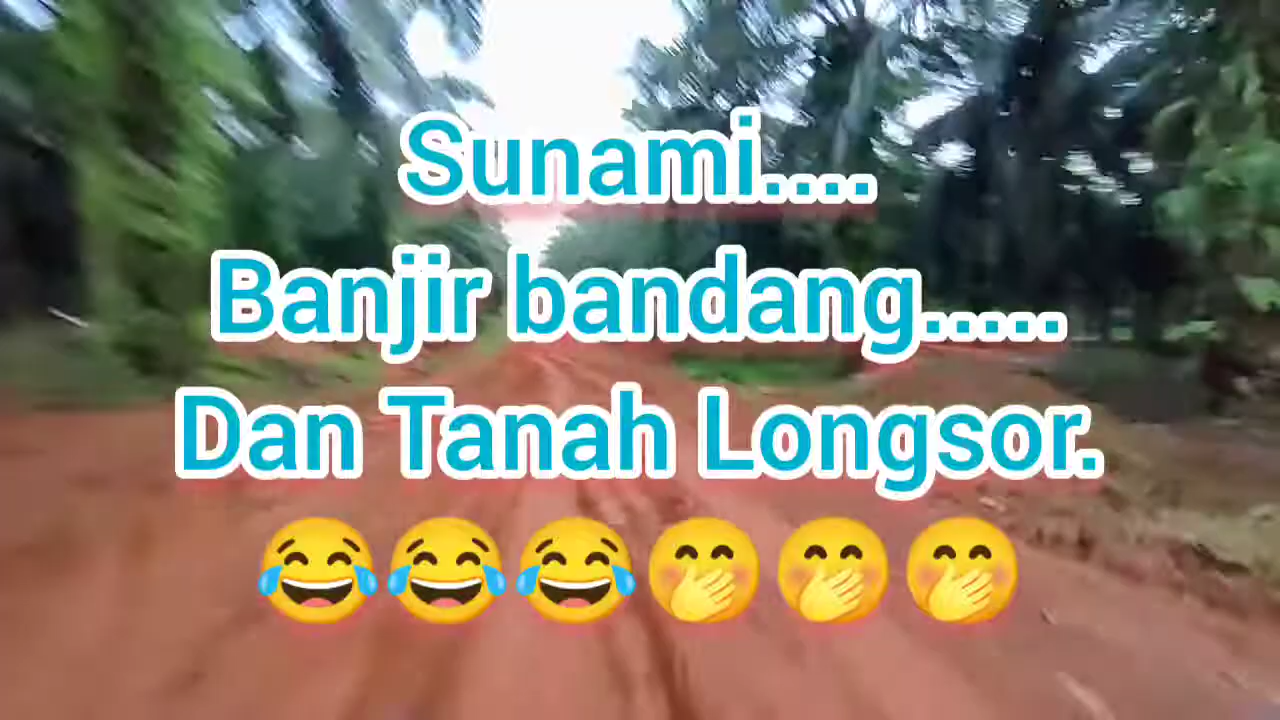 Sunami....
Banjir bandang.....
Dan Tanah Longsor.
😂😂😂🤭🤭🤭